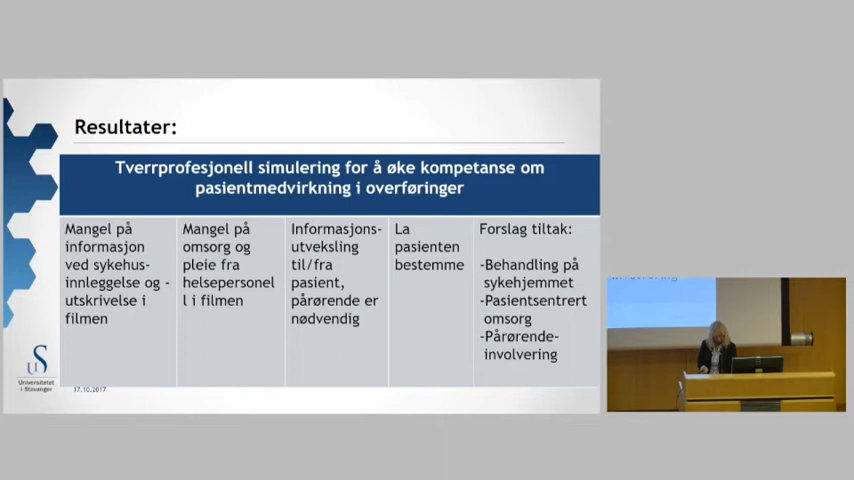 Resultater:
Tverrprofesjonell simulering for å øke kompetanse om
pasientmedvirkning i overføringer
Mangel på
informasjon
ved sykehus-
innleggelse og -
utskrivelse i
filmen
Mangel på
omsorg og
pleie fra
helsepersonel
l i filmen
Informasjons-
utveksling
til/fra
pasient,
pårørende er
nødvendig
La
pasienten
bestemme
Forslag tiltak:
-Behandling på
sykehjemmet
-Pasientsentrert
omsorg
-Pårørende-
involvering
Universitetet
i Stavanger
17.10.2017